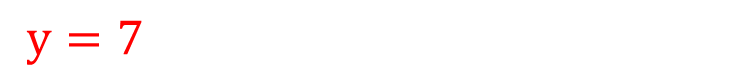 y = 7